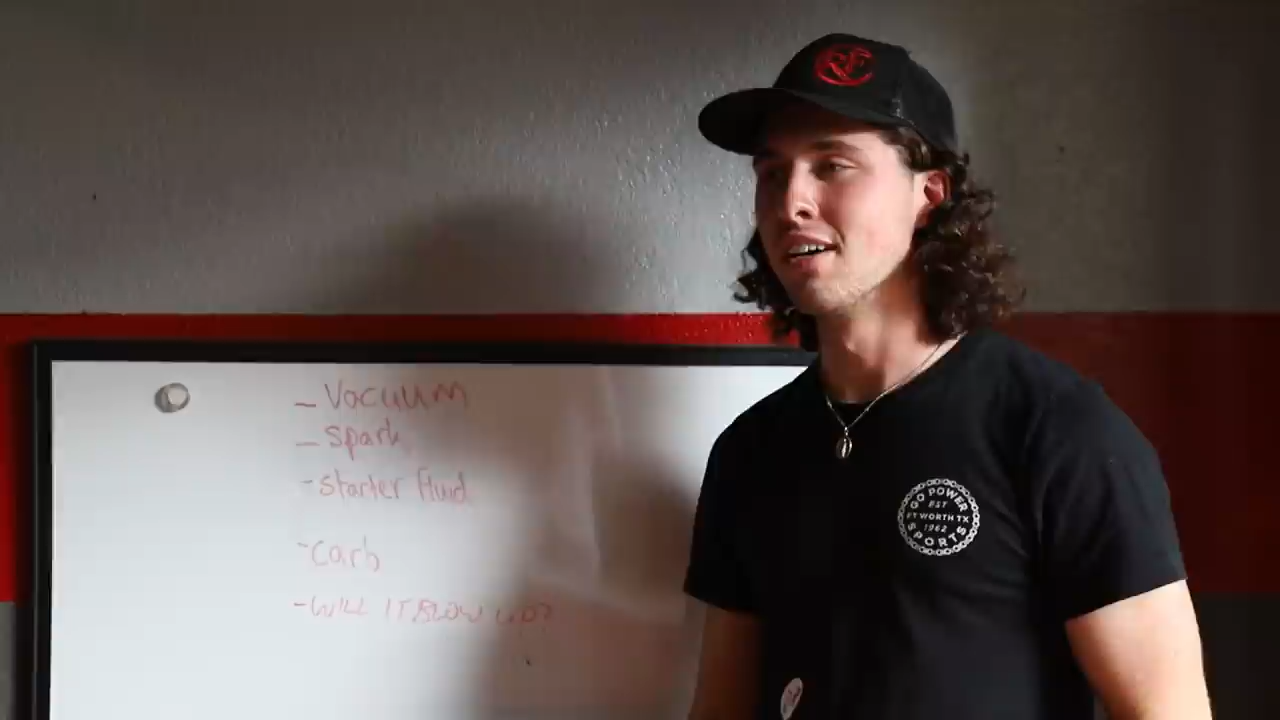 - Vacuum
- Spark
- Starter fluid
- Carb
- WILL IT BLOW UP?
GO POWER
EST
FT WORTH TX
1962
SPORTS